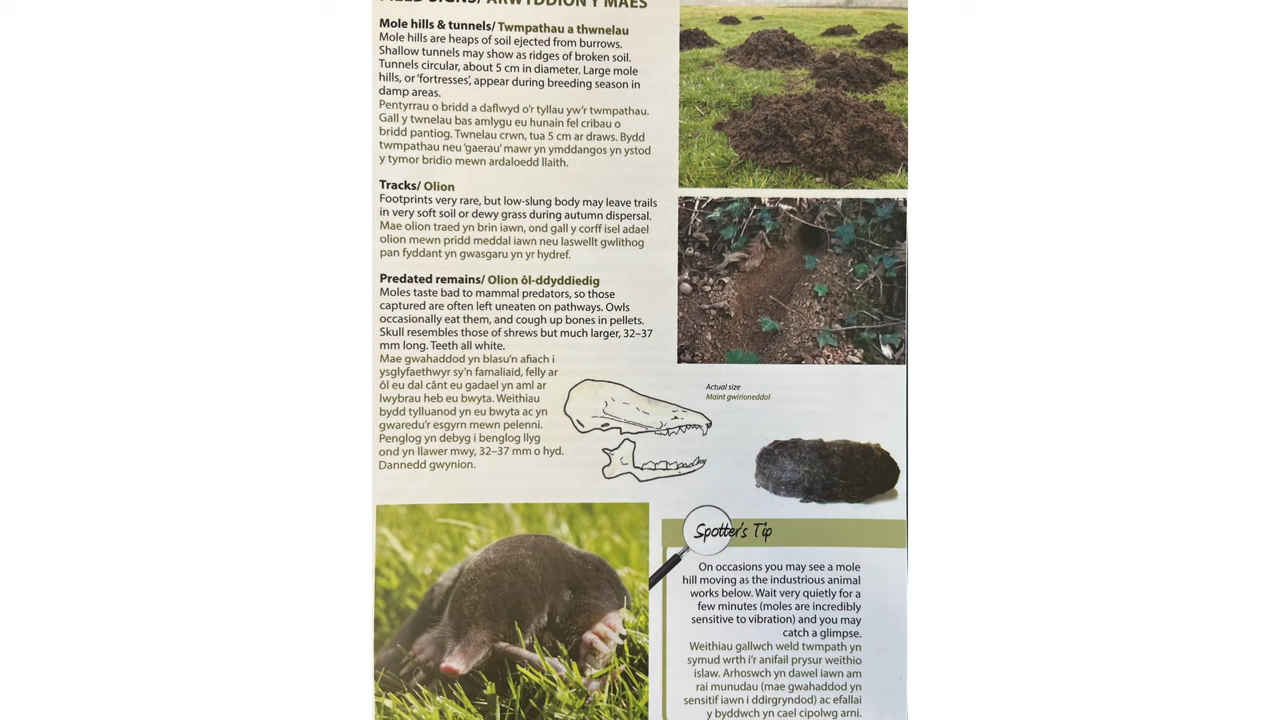 ARWYDDION Y MAES
Mole hills & tunnels/ Twmpathau a thwnelau
Mole hills are heaps of soil ejected from burrows.
Shallow tunnels may show as ridges of broken soil.
Tunnels circular, about 5 cm in diameter. Large mole
hills, or ‘fortresses’, appear during breeding season in
damp areas.
Pentyrrau o bridd a daflwyd o’r tyllau yw’r twmpathau.
Gall y twnelau bas amlygu eu hunain fel cribau o
bridd pantiog. Twnelau crwn, tua 5 cm ar draws. Bydd
twmpathau neu ‘gaerau’ mawr yn ymddangos yn ystod
y tymor bridio mewn ardaloedd llaith.
Tracks/ Olion
Footprints very rare, but low-slung body may leave trails
in very soft soil or dewy grass during autumn dispersal.
Mae olion traed yn brin iawn, ond gall y corff isel adael
olion mewn pridd meddal iawn neu laswellt gwlithog
pan fyddant yn gwasgaru yn yr hydref.
Predated remains/ Olion ôl-ddyddiedig
Moles taste bad to mammal predators, so those
captured are often left uneaten on pathways. Owls
occasionally eat them, and cough up bones in pellets.
Skull resembles those of shrews but much larger, 32–37
mm long. Teeth all white.
Mae gwahaddod yn blasu’n afiach i
ysglyfaethwyr sy’n famaliaid, felly ar
ôl eu dal cânt eu gadael yn aml ar
lwybrau heb eu bwyta. Weithiau
bydd tylluanod yn eu bwyta ac yn
gwaredu’r esgyrn mewn pelenni.
Penglog yn debyg i benglog llyg
ond yn llawer mwy, 32–37 mm o hyd.
Dannedd gwynion.
Actual size
Maint gwirioneddol
Spotter’s Tip
On occasions you may see a mole
hill moving as the industrious animal
works below. Wait very quietly for a
few minutes (moles are incredibly
sensitive to vibration) and you may
catch a glimpse.
Weithiau gallwch weld twmpath yn
symud wrth i’r anifail prysur weithio
islaw. Arhoswch yn dawel iawn am
rai munudau (mae gwahaddod yn
sensitif iawn i ddirgryndod) ac efallai
y byddwch yn cael cipolwg arni.